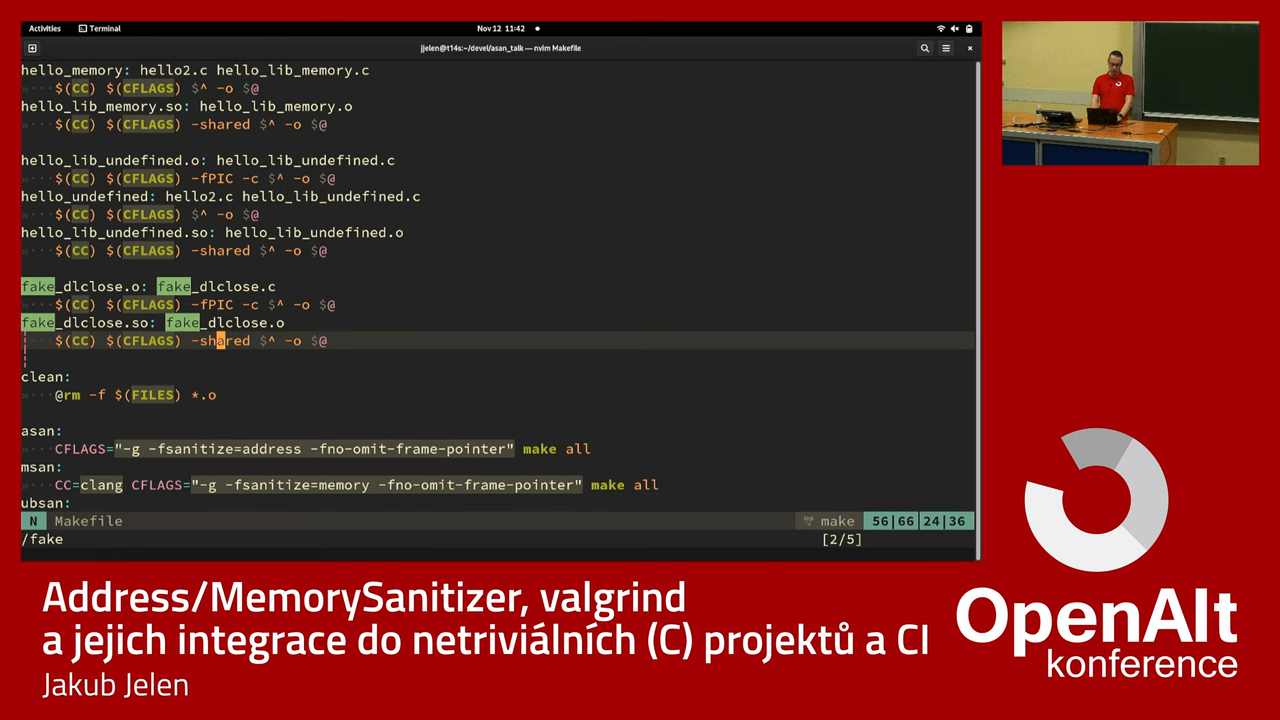 Activities Terminal Nov 12 11:42
jjelen@t14s:~/devel/asan_talk — nvim Makefile
hello_memory: hello2.c hello_lib_memory.c
»··· $(CC) $(CFLAGS) $^ -o $@
hello_lib_memory.so: hello_lib_memory.o
»··· $(CC) $(CFLAGS) -shared $^ -o $@
hello_lib_undefined.o: hello_lib_undefined.c
»··· $(CC) $(CFLAGS) -fPIC -c $^ -o $@
hello_undefined: hello2.c hello_lib_undefined.c
»··· $(CC) $(CFLAGS) $^ -o $@
hello_lib_undefined.so: hello_lib_undefined.o
»··· $(CC) $(CFLAGS) -shared $^ -o $@
fake_dlclose.o: fake_dlclose.c
»··· $(CC) $(CFLAGS) -fPIC -c $^ -o $@
fake_dlclose.so: fake_dlclose.o
$(CC) $(CFLAGS) -shared $^ -o $@
clean:
»··· @rm -f $(FILES) *.o
asan:
»··· CFLAGS="-g -fsanitize=address -fno-omit-frame-pointer" make all
msan:
»··· CC=clang CFLAGS="-g -fsanitize=memory -fno-omit-frame-pointer" make all
ubsan:
N Makefile make 56|66 24|36
/fake [2/5]
Address/MemorySanitizer, valgrind
a jejich integrace do netriviálních (C) projektů a CI
Jakub Jelen
OpenAlt
konference